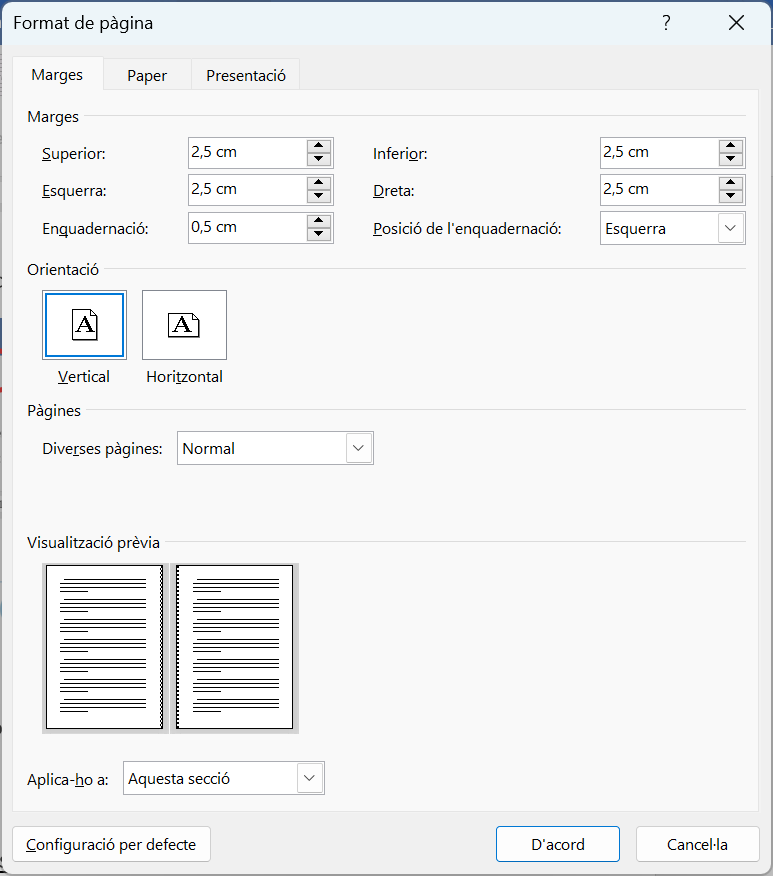 Format de pàgina ?
Marges Paper Presentació
Marges
Superior: 2,5 cm Inferior: 2,5 cm
Esquerra: 2,5 cm Dreta: 2,5 cm
Enquadernació: 0,5 cm Posició de l'enquadernació: Esquerra
Orientació
A A
Vertical Horitzontal
Pàgines
Diverses pàgines: Normal
Visualització prèvia
Aplica-ho a: Aquesta secció
Configuració per defecte D'acord Cancel·la